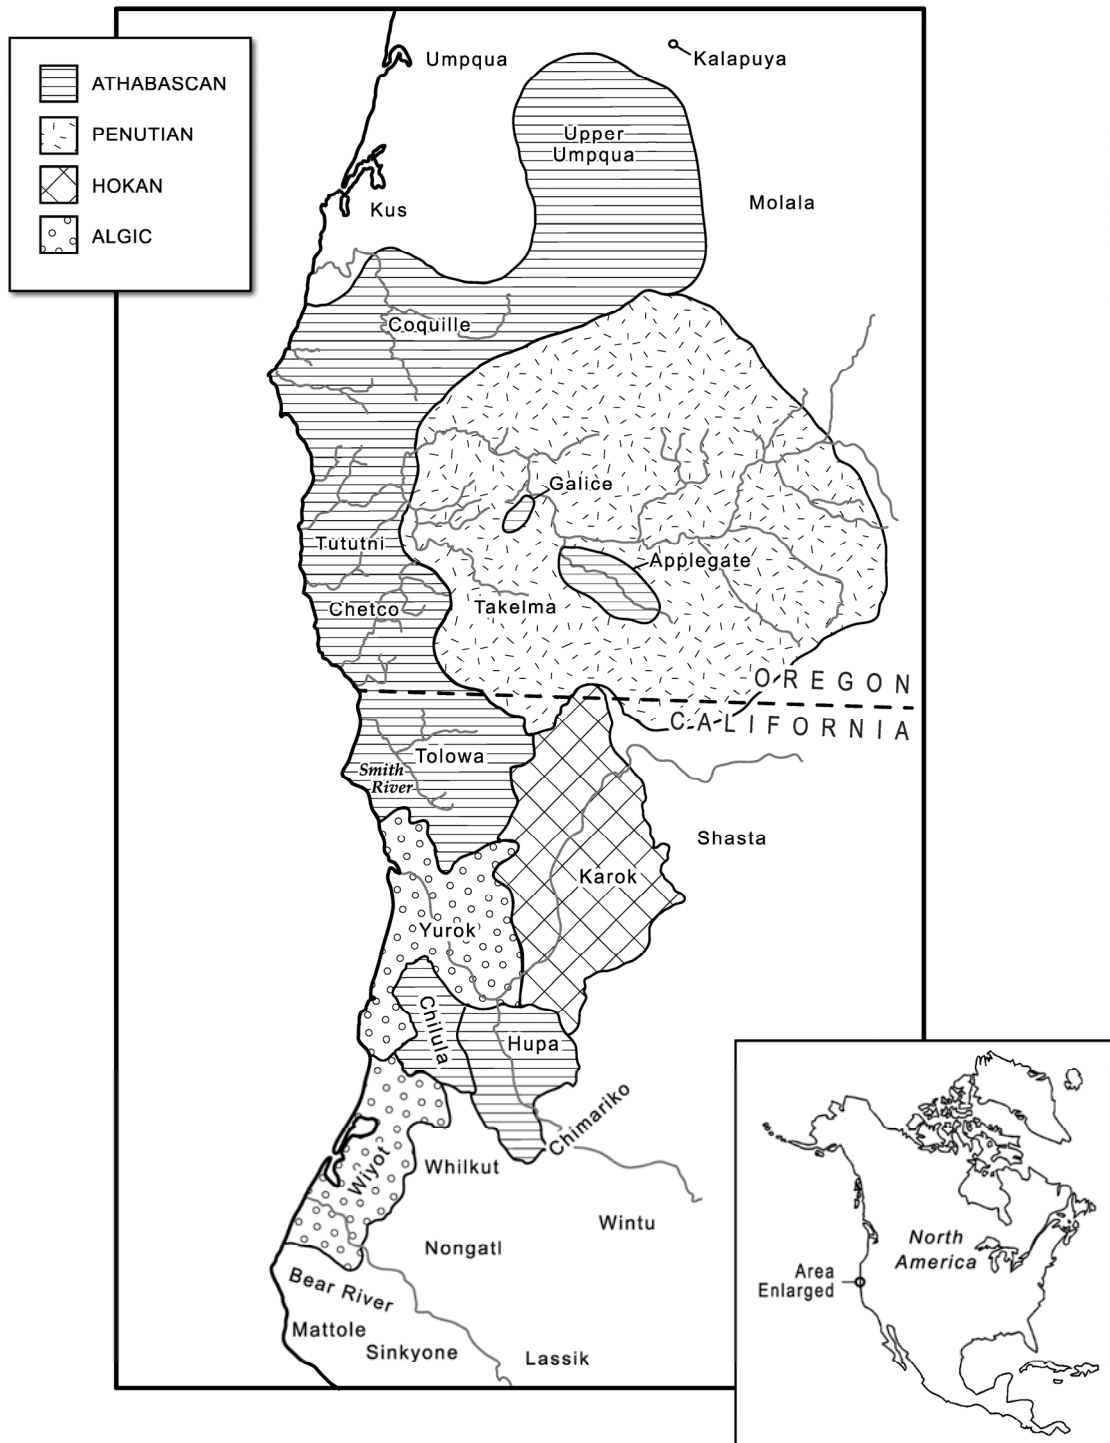 ATHABASCAN
PENUTIAN
HOKAN
ALGIC
Umpqua
Kalapuya
Upper
Umpqua
Molala
Kus
Coquille
Galice
Tututni
Applegate
Chetco
Takelma
OREGON
CALIFORNIA
Tolowa
Smith
River
Shasta
Karok
Yurok
Chilula
Hupa
Chimariko
Wiyot
Whilkut
Wintu
Nongatl
Bear River
Mattole
Sinkyone
Lassik
North
America
Area
Enlarged